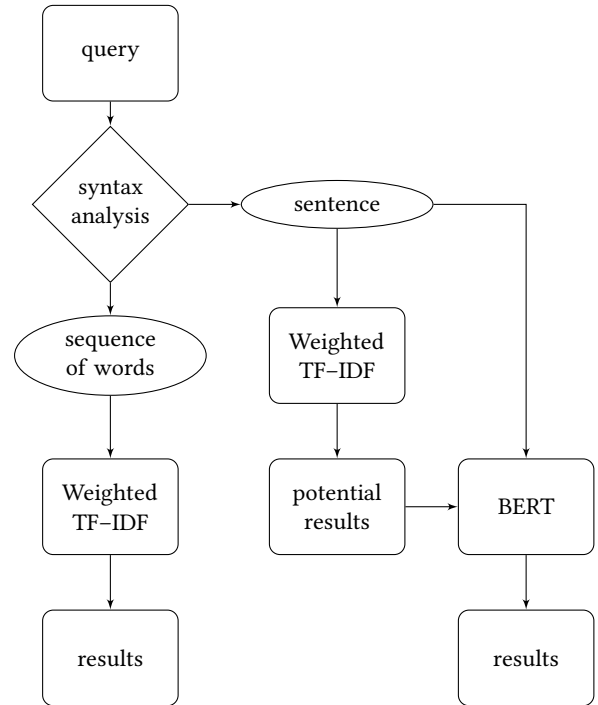 query
syntax
analysis
sentence
sequence
of words
Weighted
TF–IDF
Weighted
TF–IDF
potential
results
BERT
results
results